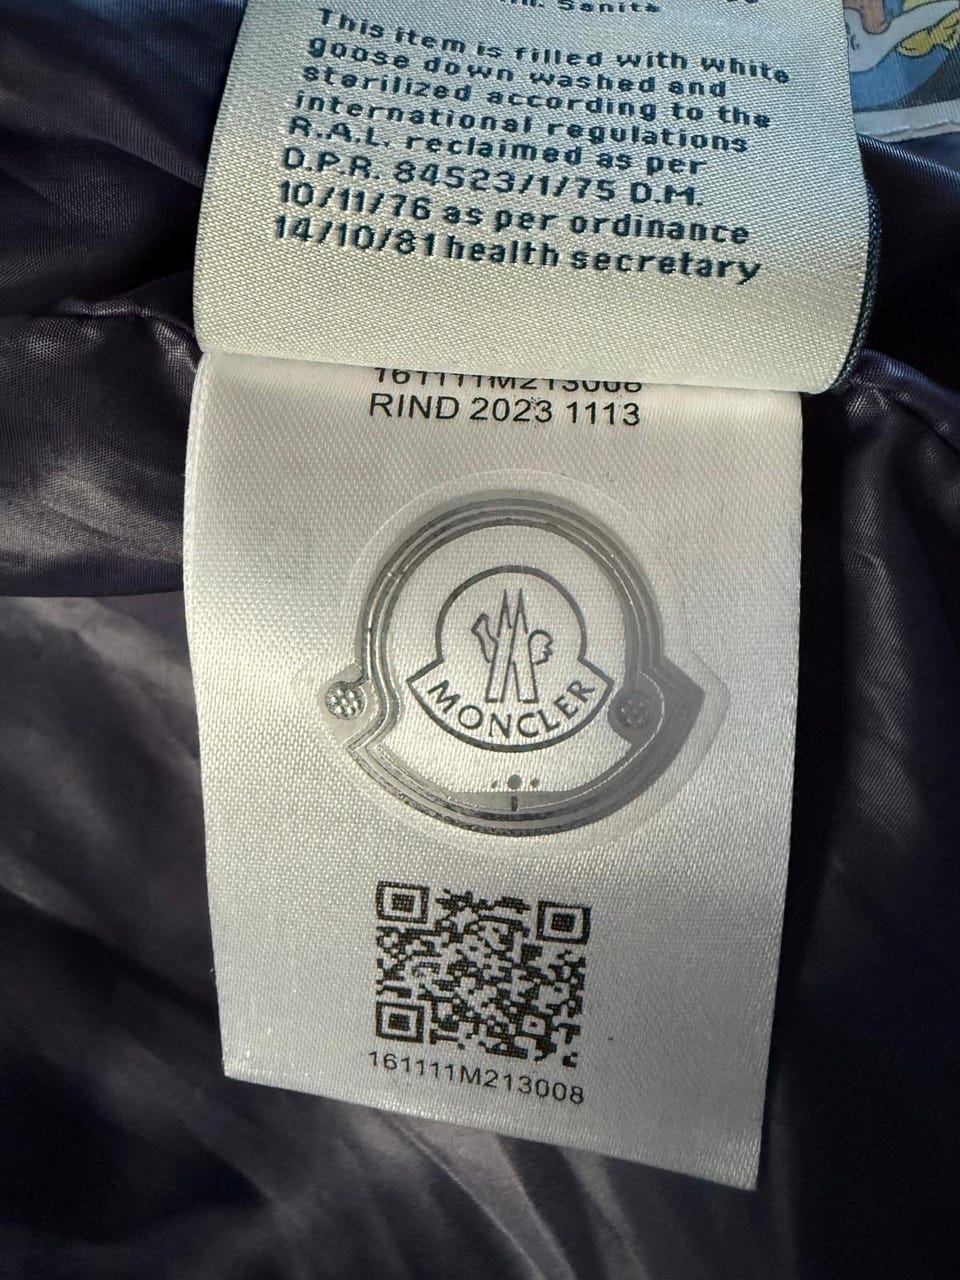 Sanita
This item is filled with white
goose down washed and
sterilized according to the
international regulations
R.A.L. reclaimed as per
D.P.R. 84523/1/75 D.M.
10/11/76 as per ordinance
14/10/81 health secretary
161111M213008
RIND 2023 1113
MONCLER
161111M213008